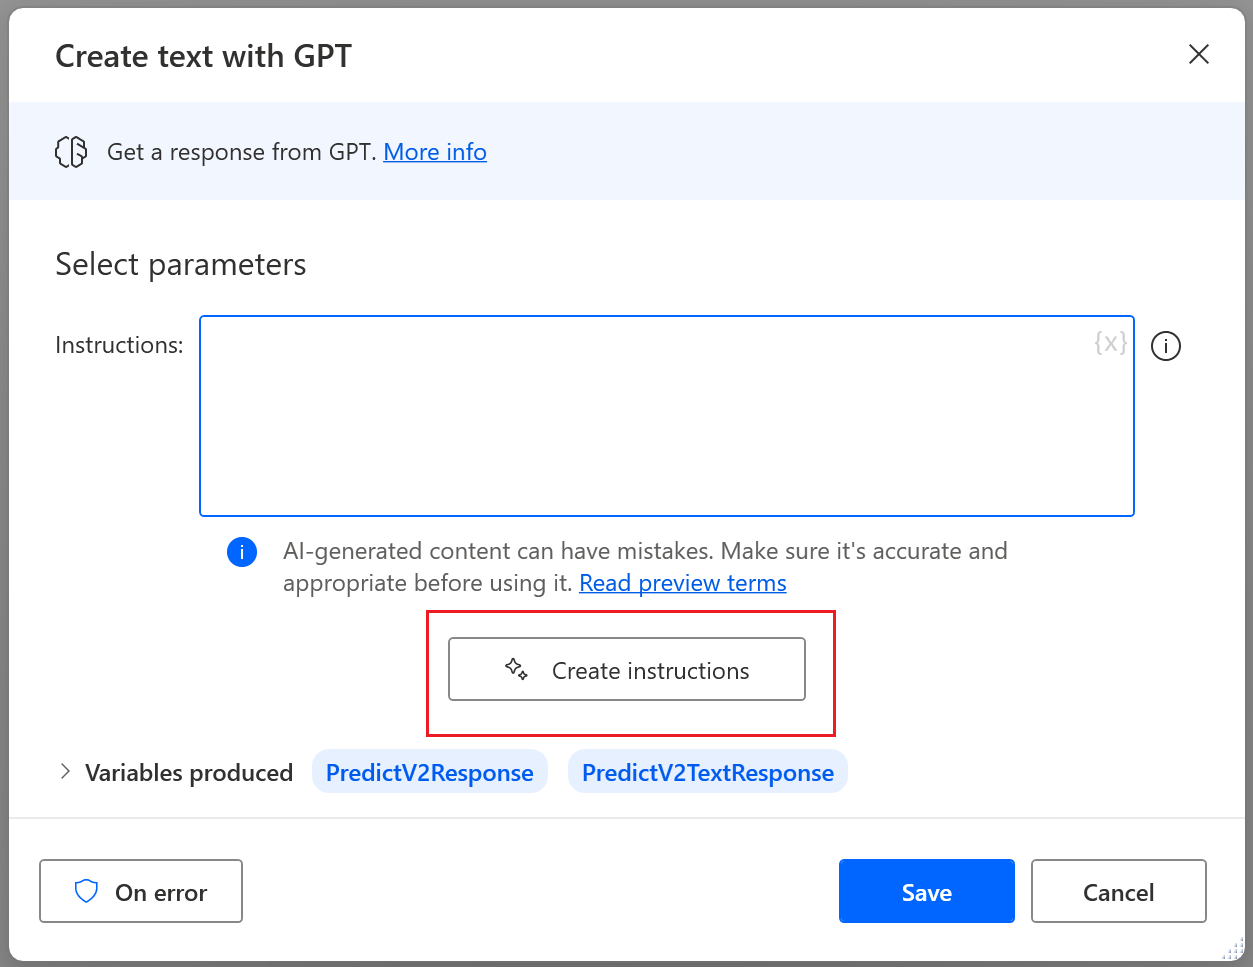 Create text with GPT
Get a response from GPT. More info
Select parameters
Instructions:
{x}
AI-generated content can have mistakes. Make sure it's accurate and
appropriate before using it. Read preview terms
Create instructions
Variables produced PredictV2Response PredictV2TextResponse
On error Save Cancel